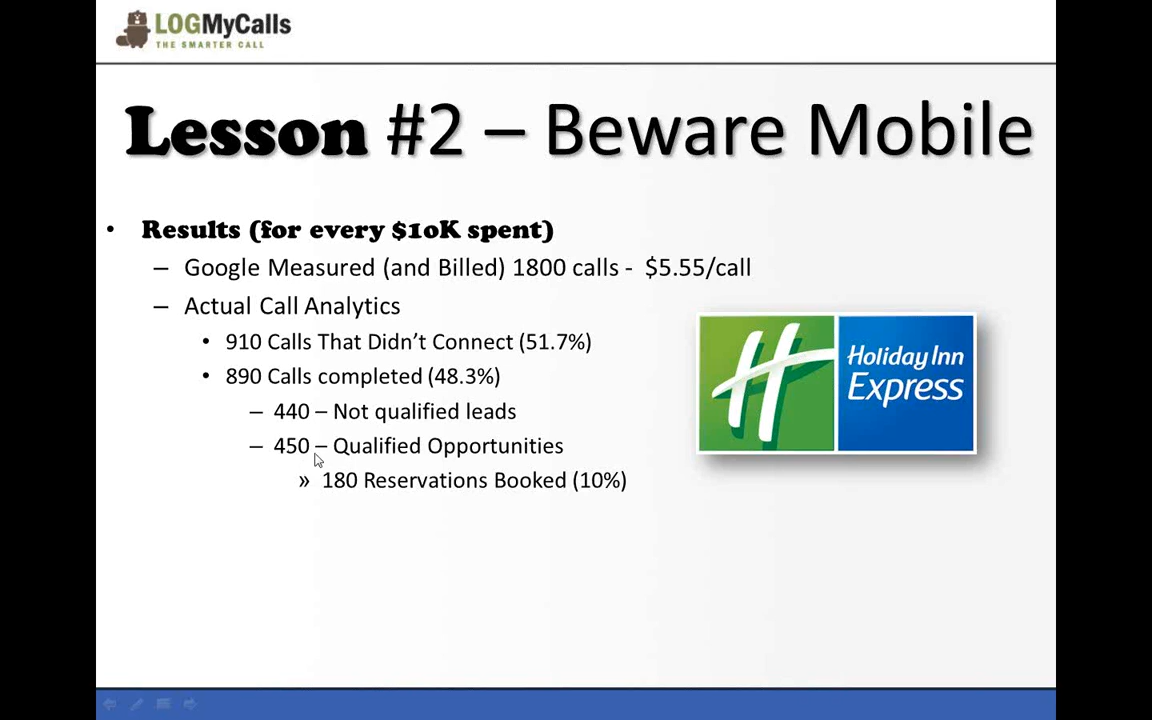 LOGMyCalls
THE SMARTER CALL
Lesson #2 – Beware Mobile
• Results (for every $10K spent)
– Google Measured (and Billed) 1800 calls - $5.55/call
– Actual Call Analytics
• 910 Calls That Didn't Connect (51.7%)
• 890 Calls completed (48.3%)
– 440 – Not qualified leads
– 450 – Qualified Opportunities
» 180 Reservations Booked (10%)
Holiday Inn
Express